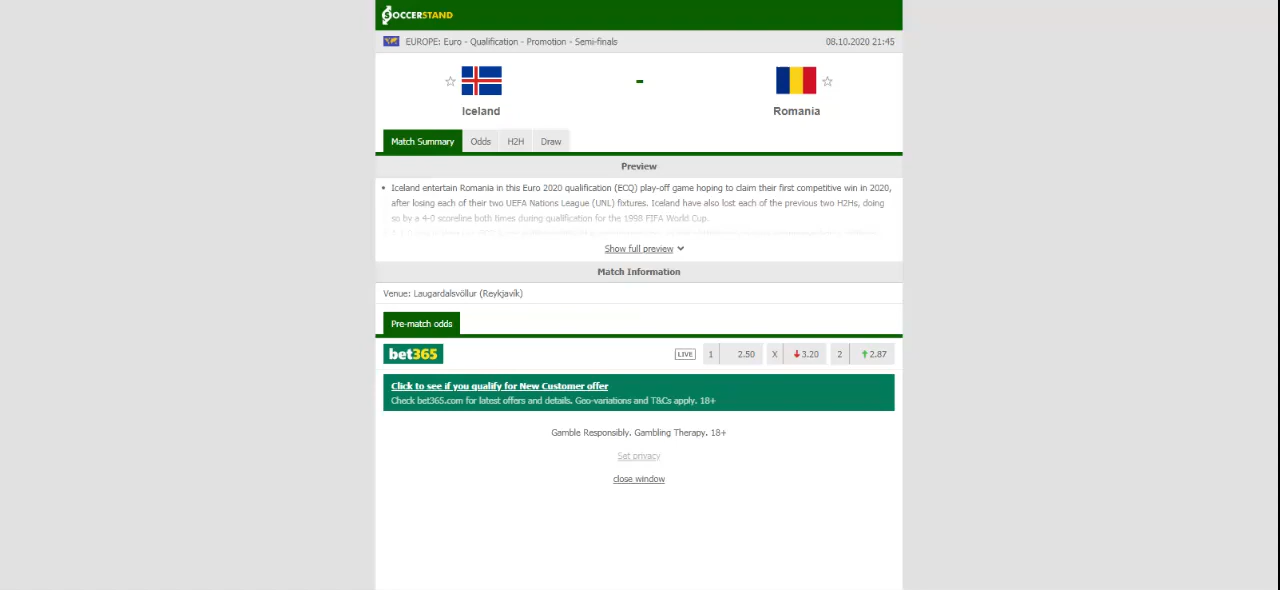 SOCCERSTAND
EUROPE: Euro - Qualification - Promotion - Semi-finals 08.10.2020 21:45
-
Iceland Romania
Match Summary Odds H2H Draw
Preview
• Iceland entertain Romania in this Euro 2020 qualification (ECQ) play-off game hoping to claim their first competitive win in 2020,
after losing each of their two UEFA Nations League (UNL) fixtures. Iceland have also lost each of the previous two H2Hs, doing
so by a 4-0 scoreline both times during qualification for the 1998 FIFA World Cup.
Show full preview
Match Information
Venue: Laugardalsvöllur (Reykjavík)
Pre-match odds
bet365 LIVE 1 2.50 X 3.20 2 2.87
Click to see if you qualify for New Customer offer
Check bet365.com for latest offers and details. Geo-variations and T&Cs apply. 18+
Gamble Responsibly. Gambling Therapy. 18+
Set privacy
close window